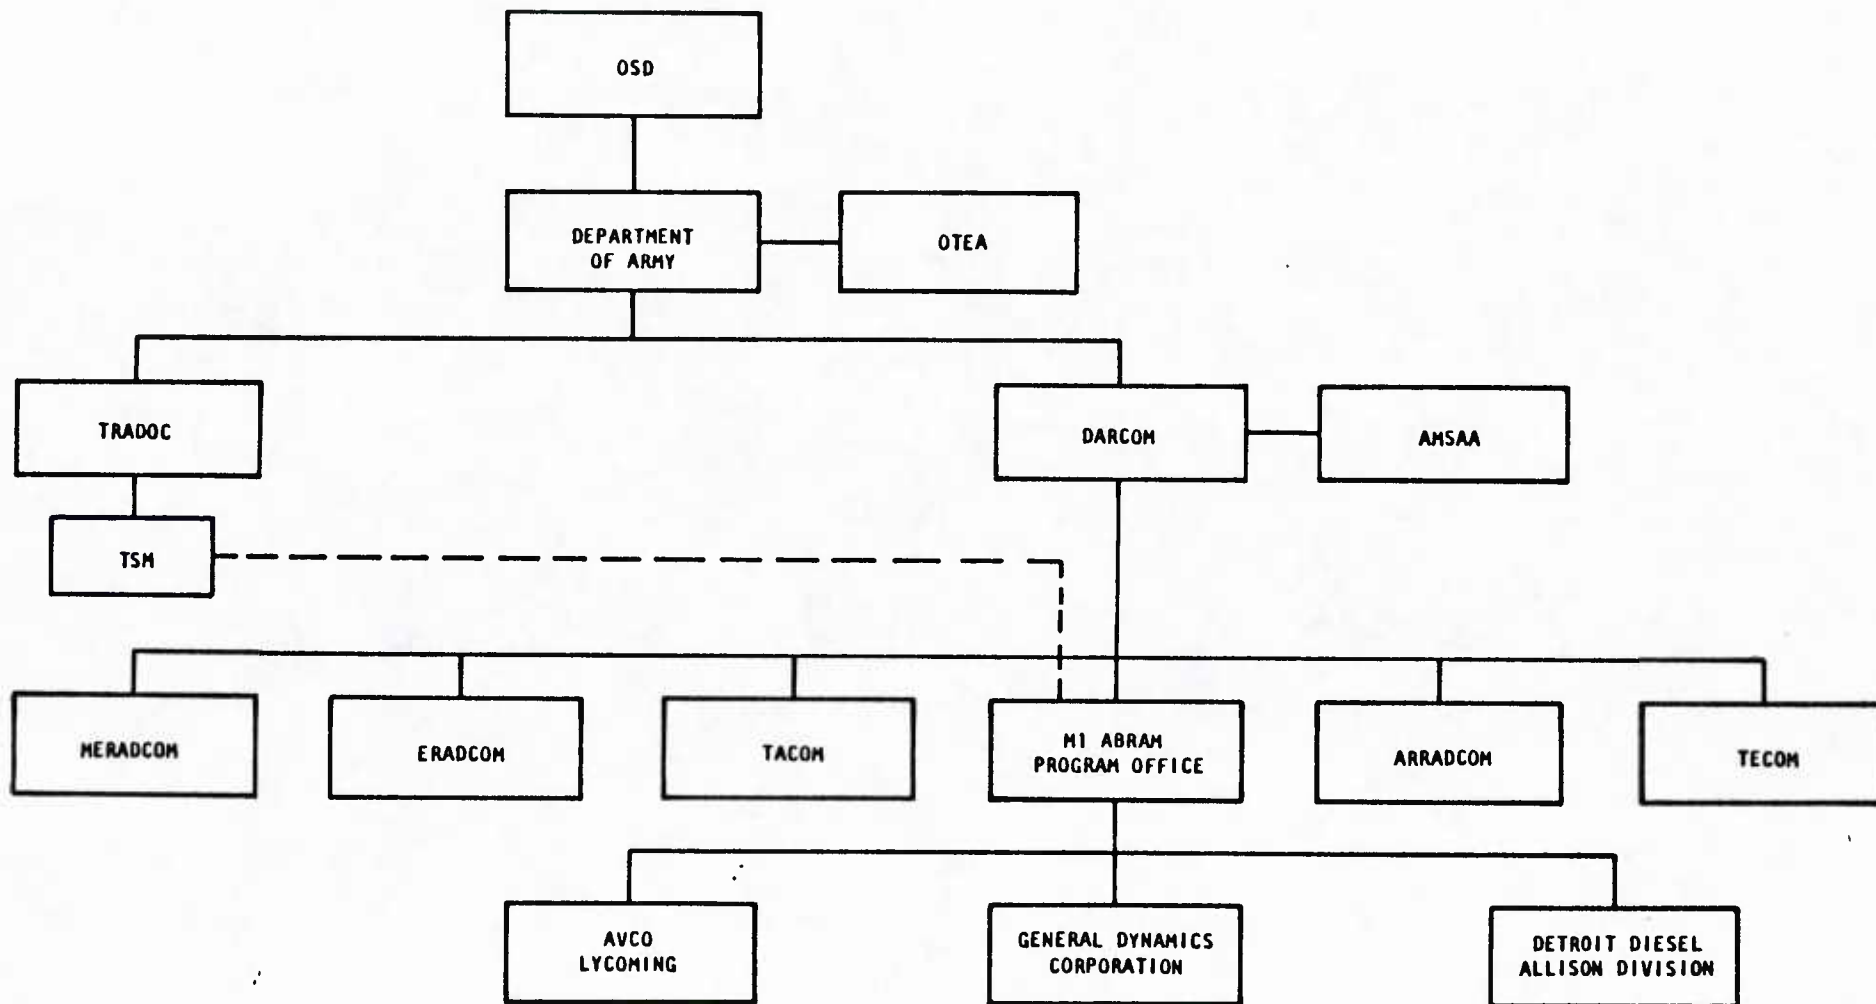 OSD
DEPARTMENT
OF ARMY
OTEA
TRADOC
DARCOM
AMSAA
TSM
MERADCOM
ERADCOM
TACOM
M1 ABRAM
PROGRAM OFFICE
ARRADCOM
TECOM
AVCO
LYCOMING
GENERAL DYNAMICS
CORPORATION
DETROIT DIESEL
ALLISON DIVISION